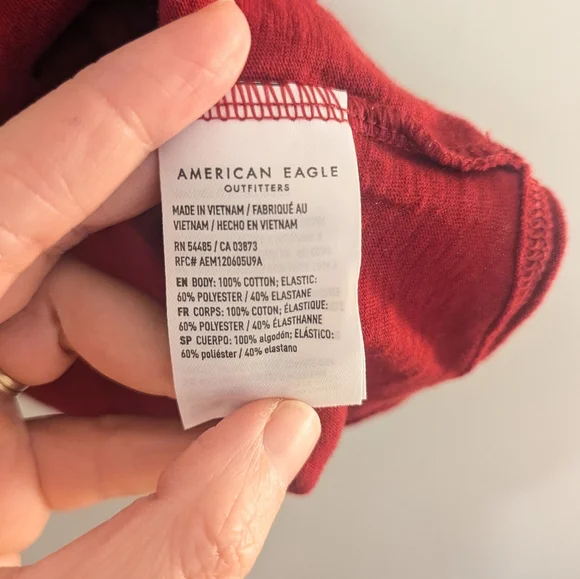 AMERICAN EAGLE
OUTFITTERS
MADE IN VIETNAM / FABRIQUÉ AU
VIETNAM / HECHO EN VIETNAM
RN 54485 / CA 03873
RFC# AEM120605U9A
EN BODY: 100% COTTON; ELASTIC:
60% POLYESTER / 40% ELASTANE
FR CORPS: 100% COTON; ÉLASTIQUE:
60% POLYESTER / 40% ÉLASTHANNE
SP CUERPO: 100% algodón; ELÁSTICO:
60% poliéster / 40% elastano